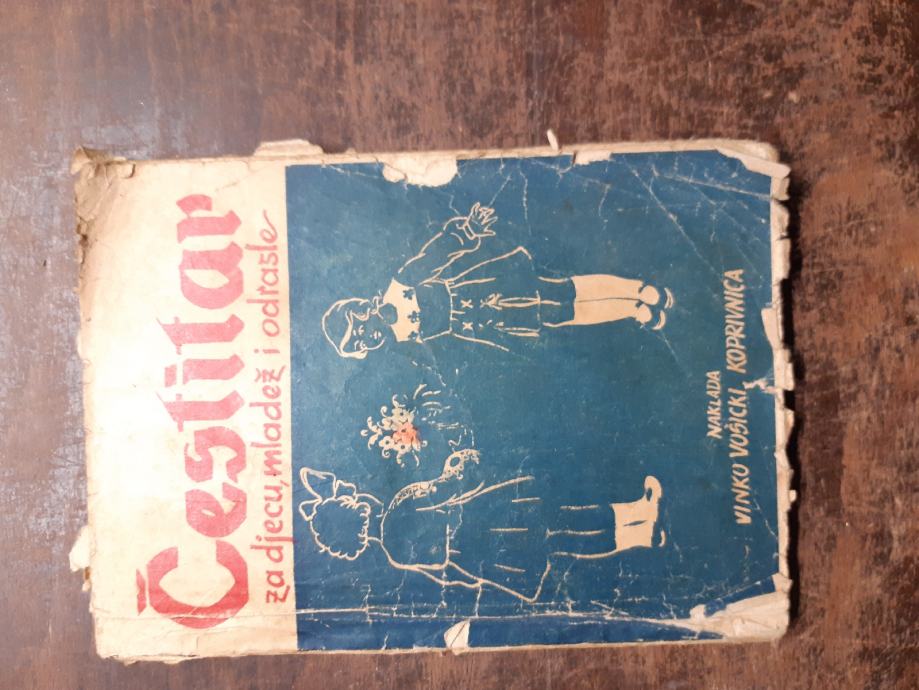 Čestitar
za djecu, mladež i odrasle
NAKLADA
VINKO VOŠICKI, KOPRIVNICA